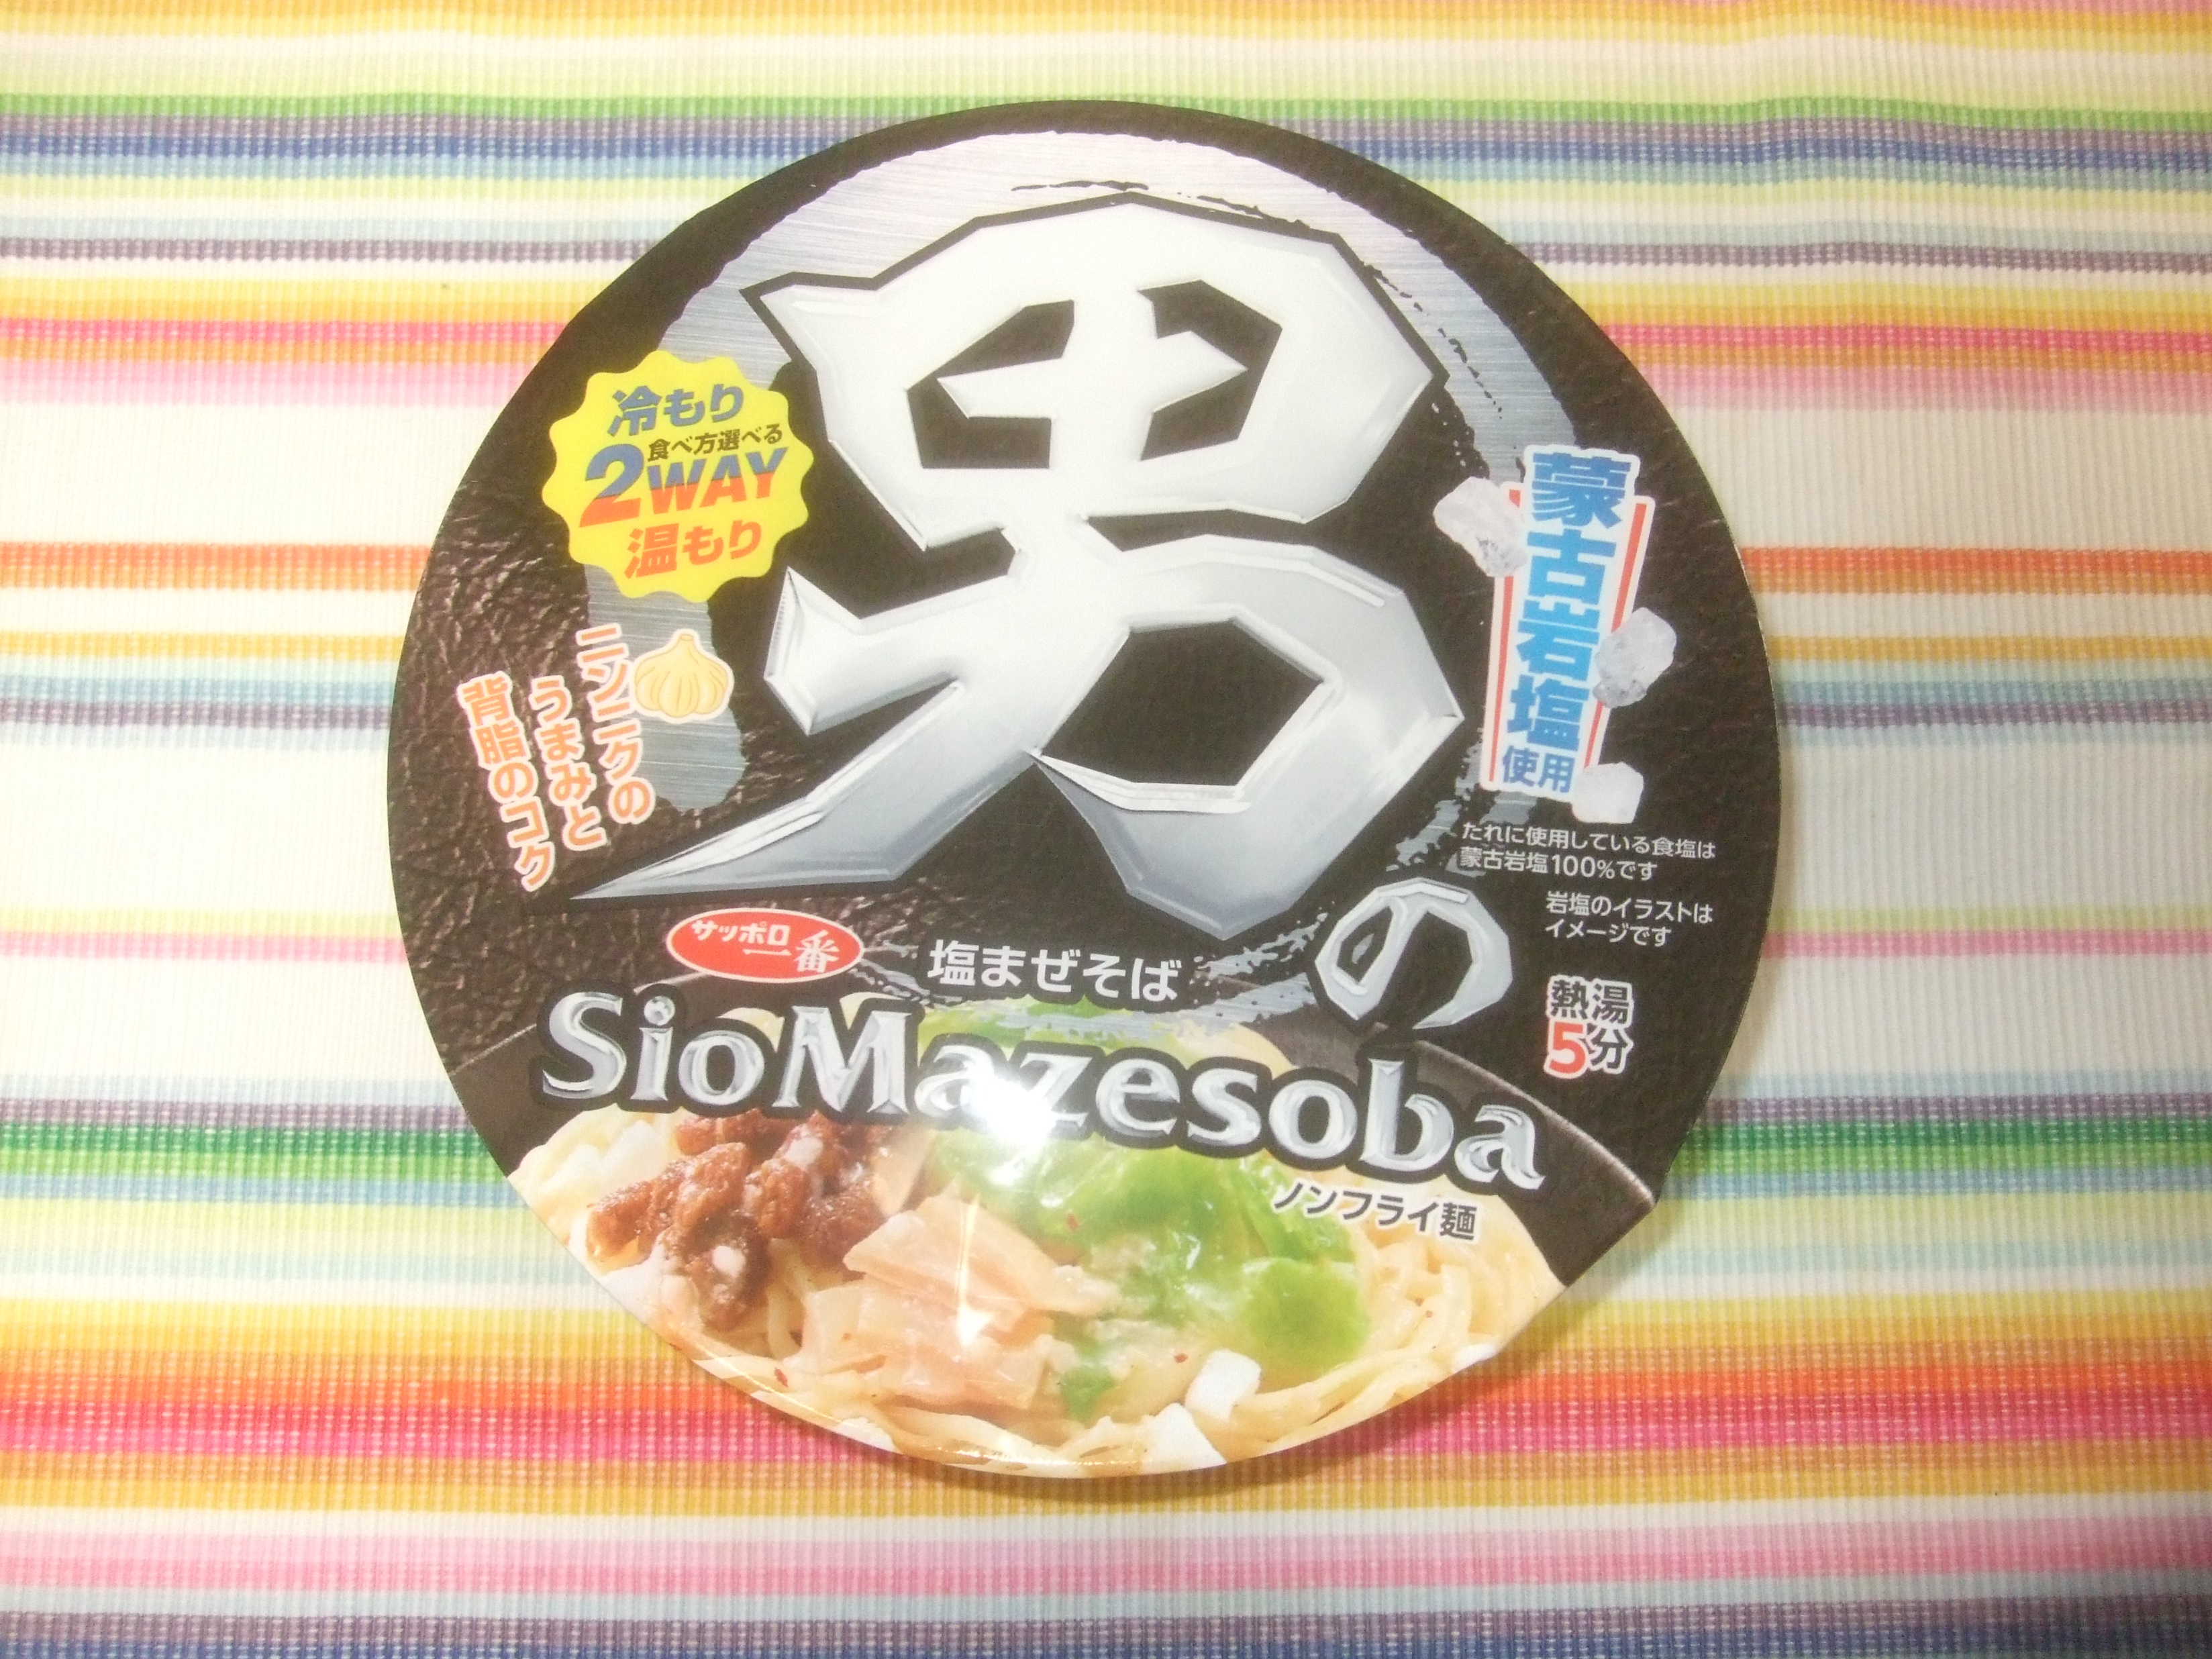 男の
冷もり
食べ方選べる
2WAY
温もり
蒙古岩塩
使用
ニンニクの
うまみと
背脂のコク
たれに使用している食塩は
蒙古岩塩100%です
岩塩のイラストは
イメージです
熱湯
5分
サッポロ一番
塩まぜそば
SioMazesoba
ノンフライ麺